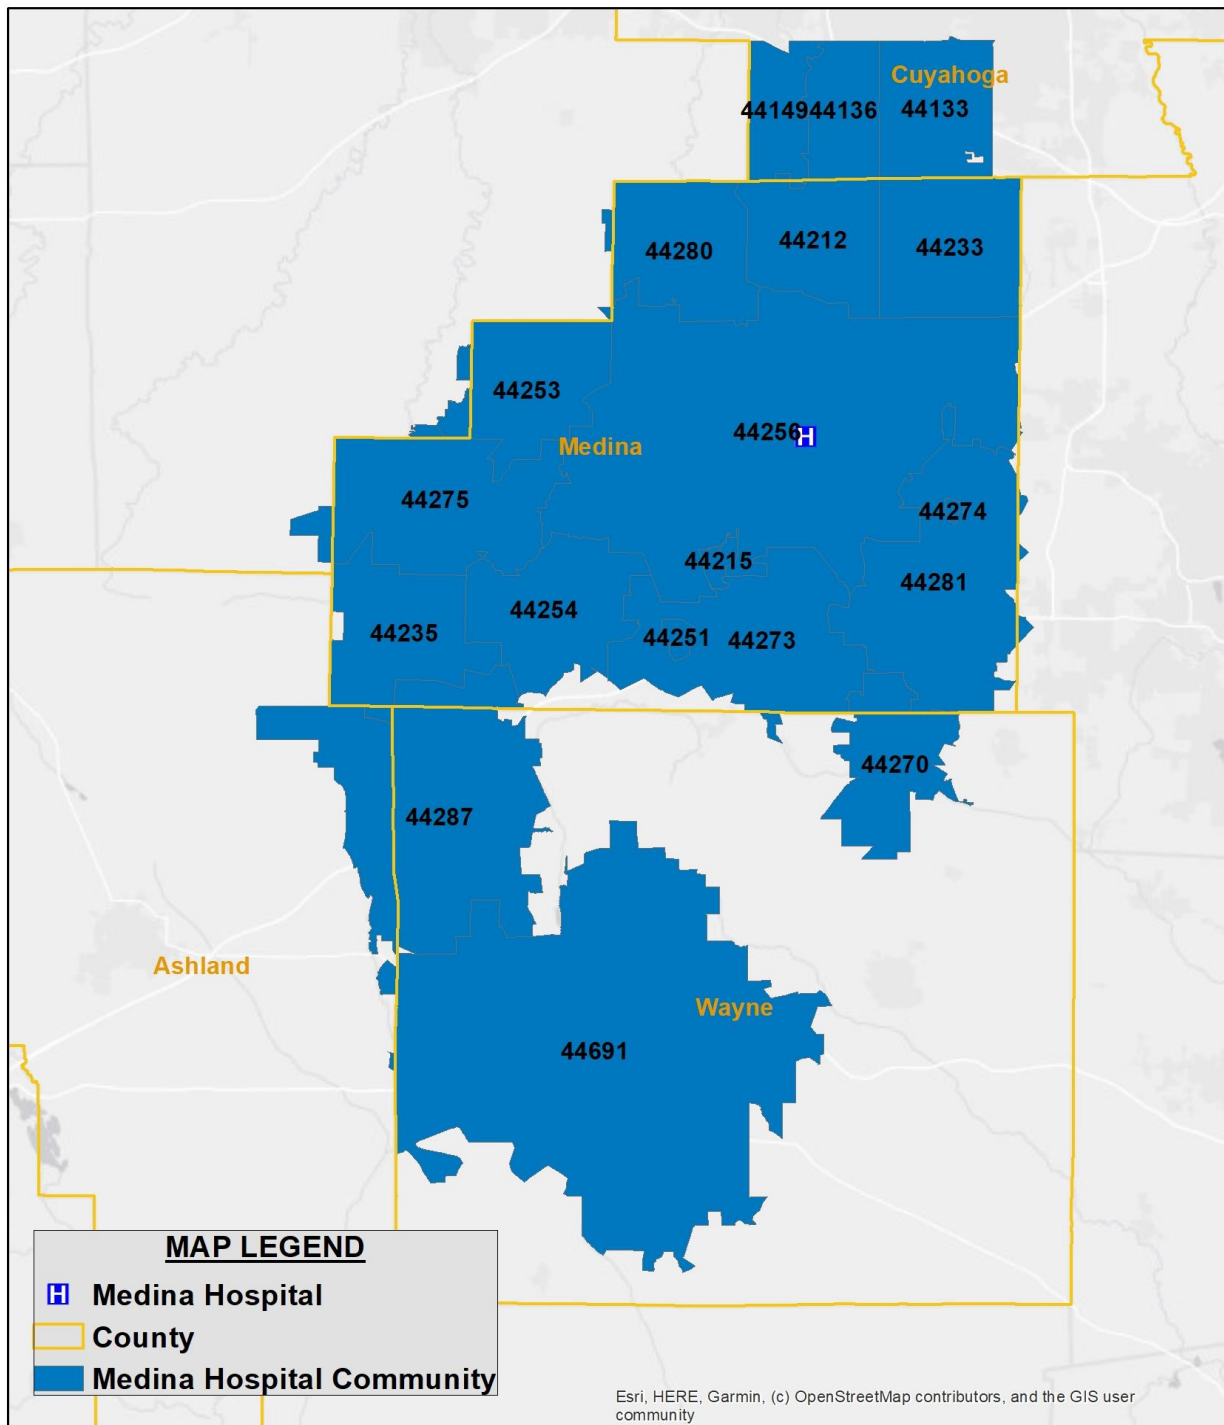 Cuyahoga
44149
44136
44133
44280
44212
44233
44253
44256
H
Medina
44275
44274
44215
44281
44254
44235
44251
44273
44270
44287
Ashland
Wayne
44691
MAP LEGEND
H Medina Hospital
County
Medina Hospital Community
Esri, HERE, Garmin, (c) OpenStreetMap contributors, and the GIS user
community